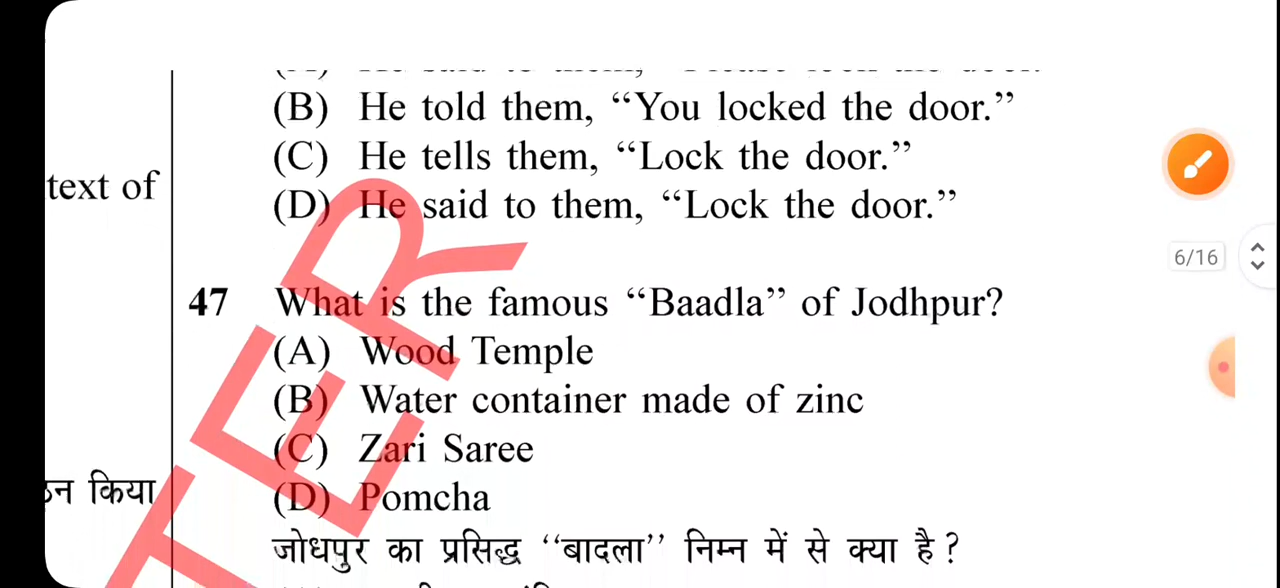 (B) He told them, “You locked the door.”
(C) He tells them, “Lock the door.”
text of
(D) He said to them, “Lock the door.”
6/16
47 What is the famous “Baadla” of Jodhpur?
(A) Wood Temple
(B) Water container made of zinc
(C) Zari Saree
किया
(D) Pomcha
जोधपुर का प्रसिद्ध “बादला” निम्न में से क्या है ?
TER